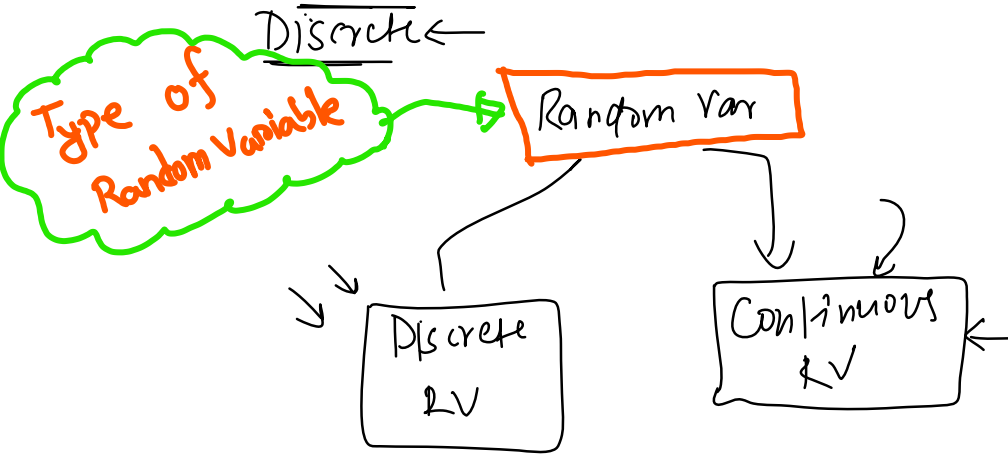 Discrete
Type of
Random Variable
Random Var
Discrete
RV
Continuous
RV